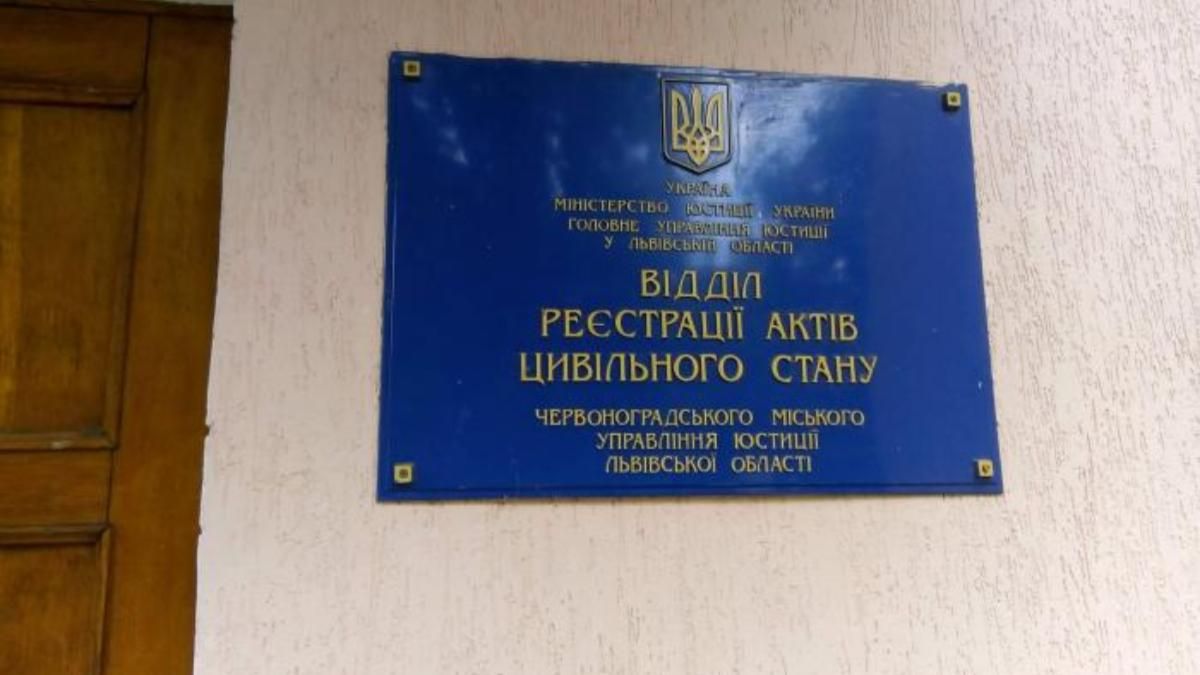 УКРАЇНА
МІНІСТЕРСТВО ЮСТИЦІЇ УКРАЇНИ
ГОЛОВНЕ УПРАВЛІННЯ ЮСТИЦІЇ
У ЛЬВІВСЬКІЙ ОБЛАСТІ
ВІДДІЛ
РЕЄСТРАЦІЇ АКТІВ
ЦИВІЛЬНОГО СТАНУ
ЧЕРВОНОГРАДСЬКОГО МІСЬКОГО
УПРАВЛІННЯ ЮСТИЦІЇ
ЛЬВІВСЬКОЇ ОБЛАСТІ